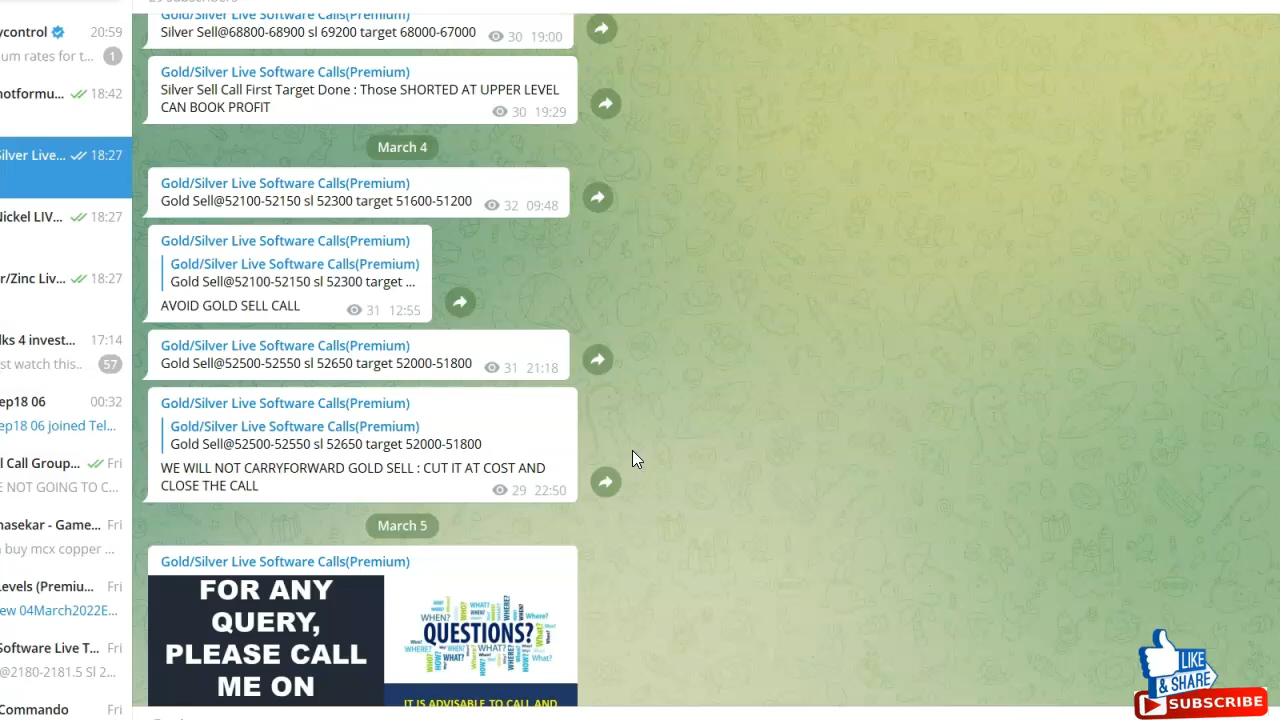 ycontrol 20:59
um rates for t... 1
notformu... 18:42
Silver Live... 18:27
Nickel LIV... 18:27
r/Zinc Liv... 18:27
lks 4 invest... 17:14
st watch this.. 57
ep18 06 00:32
ep18 06 joined Tel...
l Call Group... Fri
E NOT GOING TO C...
nasekar - Game... Fri
a buy mcx copper ...
Levels (Premiu... Fri
ew 04March2022E...
Software Live T... Fri
@2180-2181.5 Sl 2...
Commando Fri
Gold/Silver Live Software Calls(Premium)
Silver Sell@68800-68900 sl 69200 target 68000-67000 30 19:00
Gold/Silver Live Software Calls(Premium)
Silver Sell Call First Target Done : Those SHORTED AT UPPER LEVEL
CAN BOOK PROFIT 30 19:29
March 4
Gold/Silver Live Software Calls(Premium)
Gold Sell@52100-52150 sl 52300 target 51600-51200 32 09:48
Gold/Silver Live Software Calls(Premium)
Gold/Silver Live Software Calls(Premium)
Gold Sell@52100-52150 sl 52300 target ...
AVOID GOLD SELL CALL 31 12:55
Gold/Silver Live Software Calls(Premium)
Gold Sell@52500-52550 sl 52650 target 52000-51800 31 21:18
Gold/Silver Live Software Calls(Premium)
Gold/Silver Live Software Calls(Premium)
Gold Sell@52500-52550 sl 52650 target 52000-51800
WE WILL NOT CARRYFORWARD GOLD SELL : CUT IT AT COST AND
CLOSE THE CALL 29 22:50
March 5
Gold/Silver Live Software Calls(Premium)
FOR ANY
QUERY,
PLEASE CALL
ME ON
QUESTIONS?
IT IS ADVISABLE TO CALL AND
LIKE
& SHARE
SUBSCRIBE